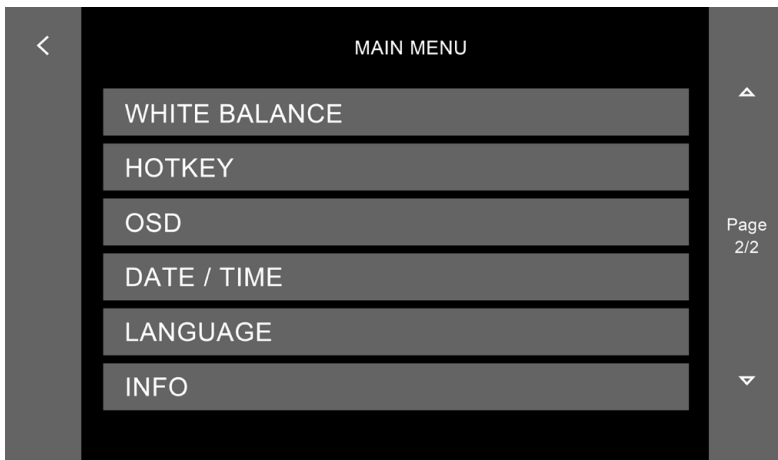 MAIN MENU
WHITE BALANCE
HOTKEY
OSD
DATE / TIME
LANGUAGE
INFO
Page
2/2